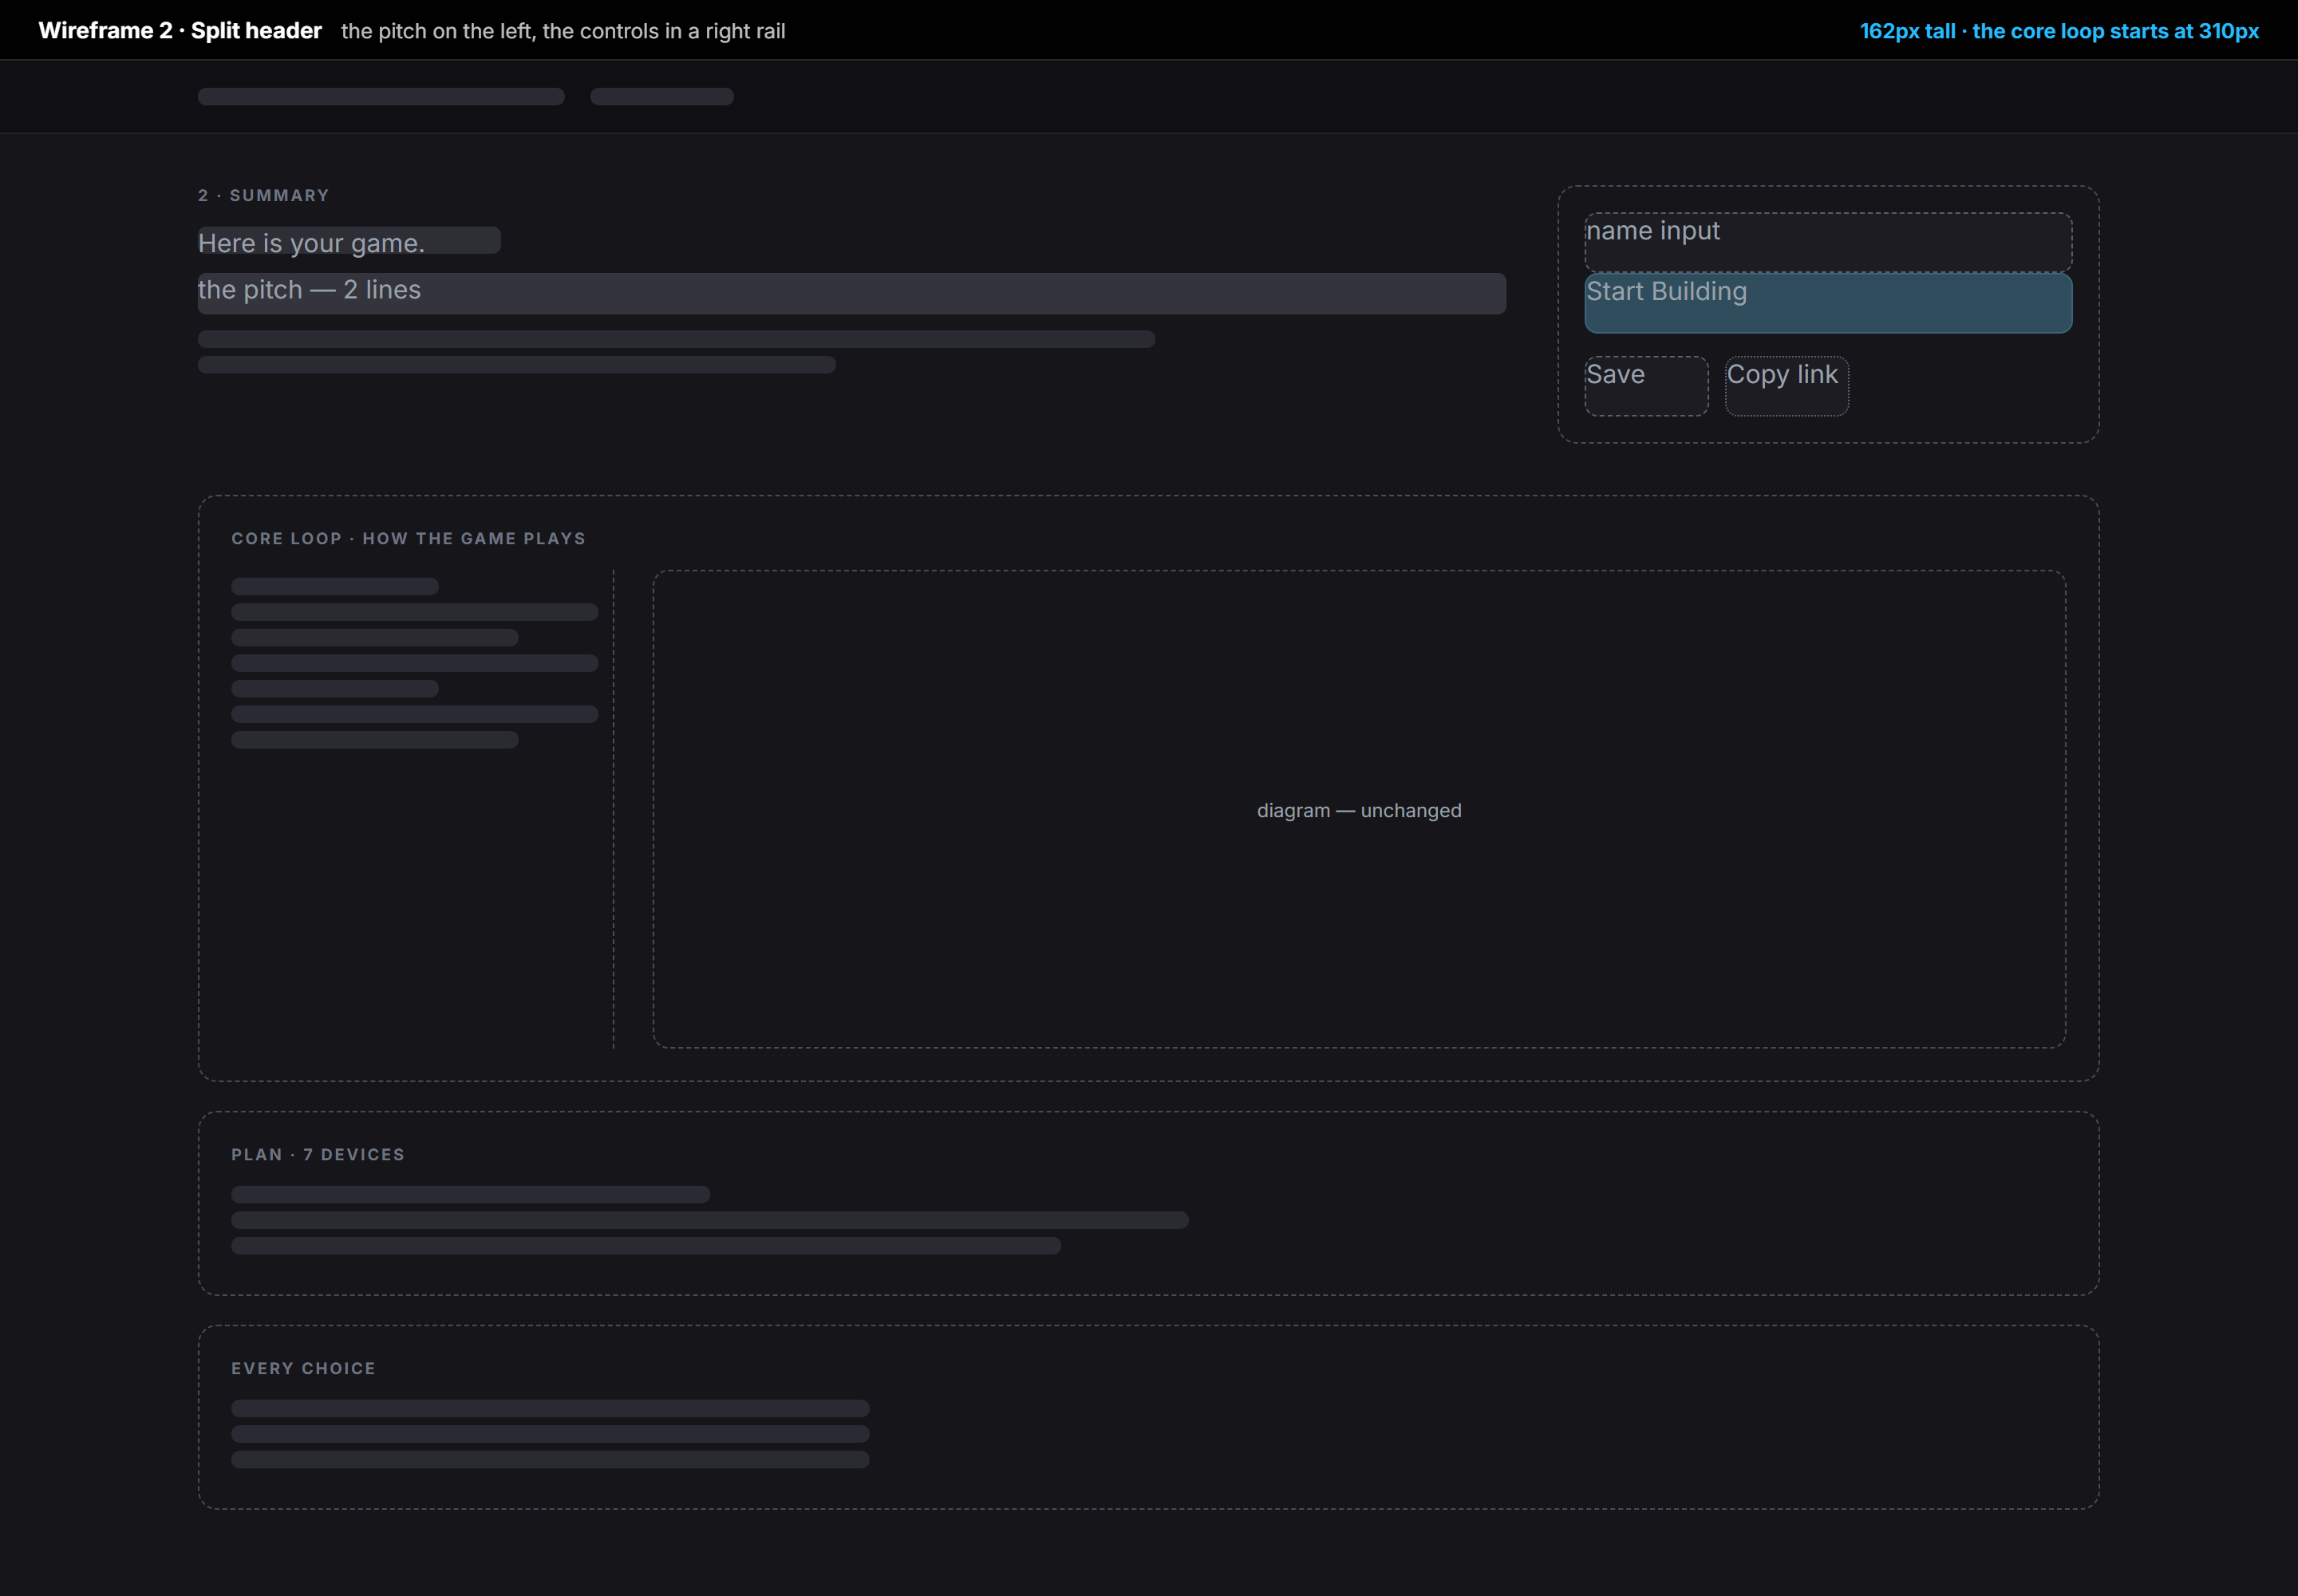 Wireframe 2 · Split header the pitch on the left, the controls in a right rail 162px tall · the core loop starts at 310px
2 · SUMMARY
Here is your game.
the pitch — 2 lines
name input
Start Building
Save Copy link
CORE LOOP · HOW THE GAME PLAYS
diagram — unchanged
PLAN · 7 DEVICES
EVERY CHOICE